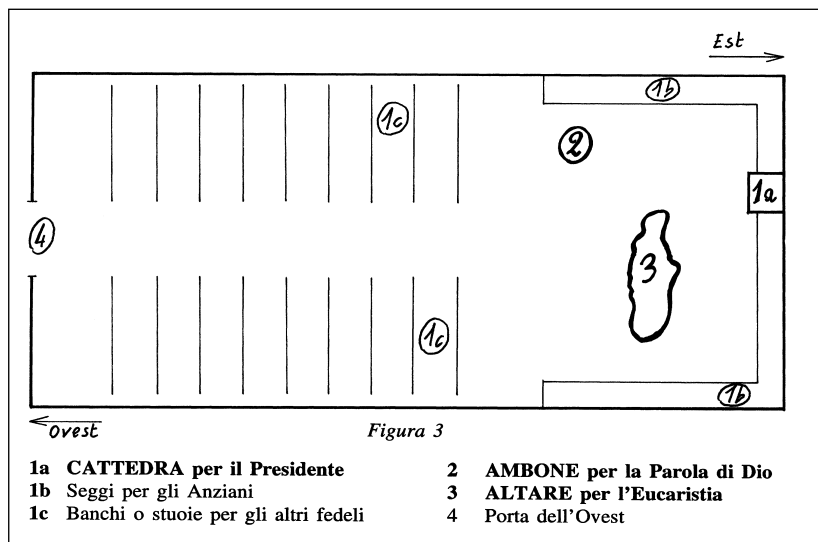 Est
1b
1c
2
1a
4
3
1c
1b
Ovest
Figura 3
1a CATTEDRA per il Presidente
1b Seggi per gli Anziani
1c Banchi o stuoie per gli altri fedeli
2 AMBONE per la Parola di Dio
3 ALTARE per l'Eucaristia
4 Porta dell'Ovest